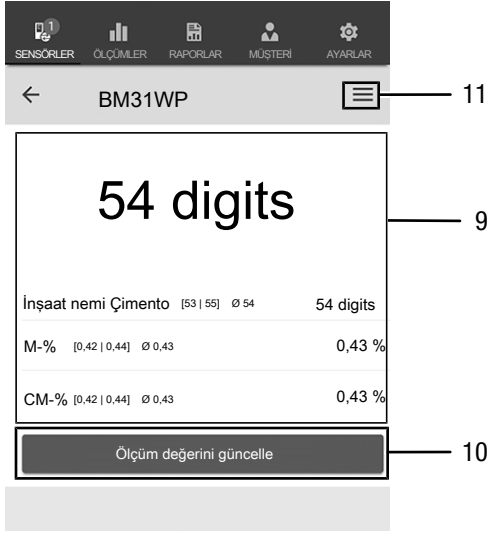 1
SENSÖRLER ÖLÇÜMLER RAPORLAR MÜŞTERİ AYARLAR
BM31WP
11
54 digits
9
İnşaat nemi Çimento [53 | 55] Ø 54 54 digits
M-% [0,42 | 0,44] Ø 0,43 0,43 %
CM-% [0,42 | 0,44] Ø 0,43 0,43 %
Ölçüm değerini güncelle
10